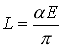 L = αE/π